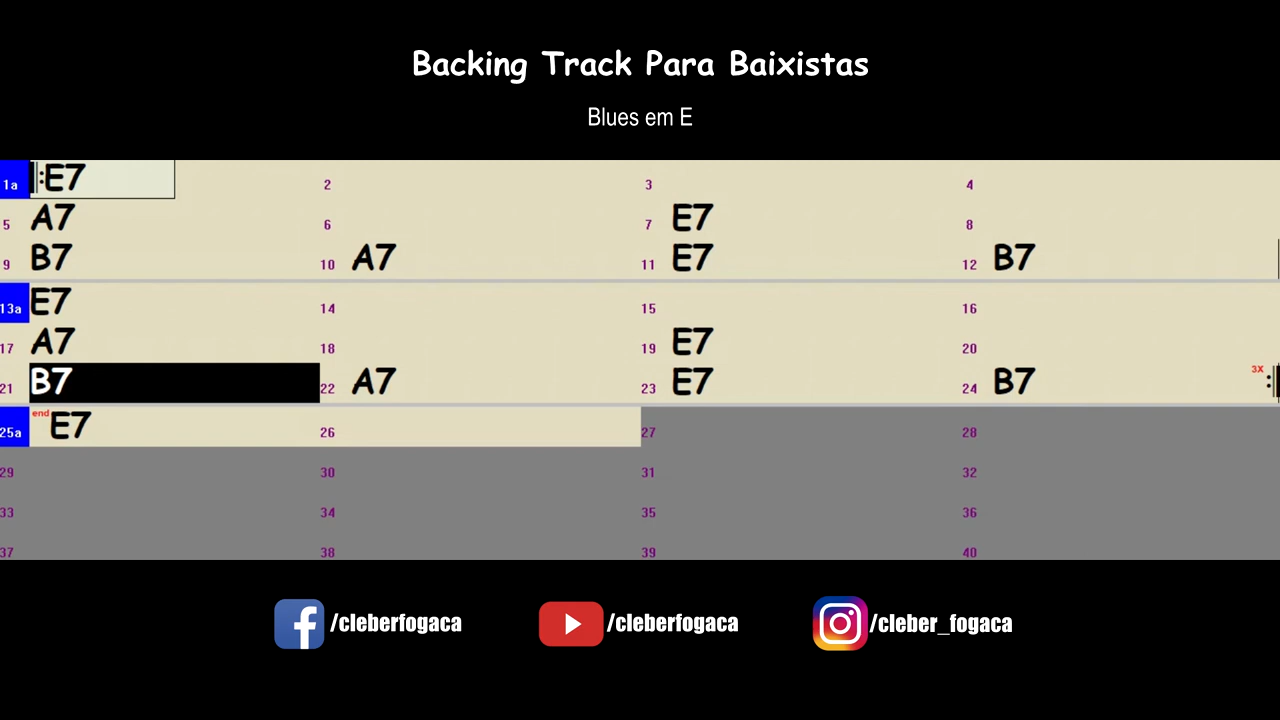 Backing Track Para Baixistas
Blues em E
1a E7 2 3 4
5 A7 6 7 E7 8
9 B7 10 A7 11 E7 12 B7
13a E7 14 15 16
17 A7 18 19 E7 20
21 B7 22 A7 23 E7 24 B7 3X
25a end E7 26 27 28
29 30 31 32
33 34 35 36
37 38 39 40
/cleberfogaca /cleberfogaca /cleber_fogaca